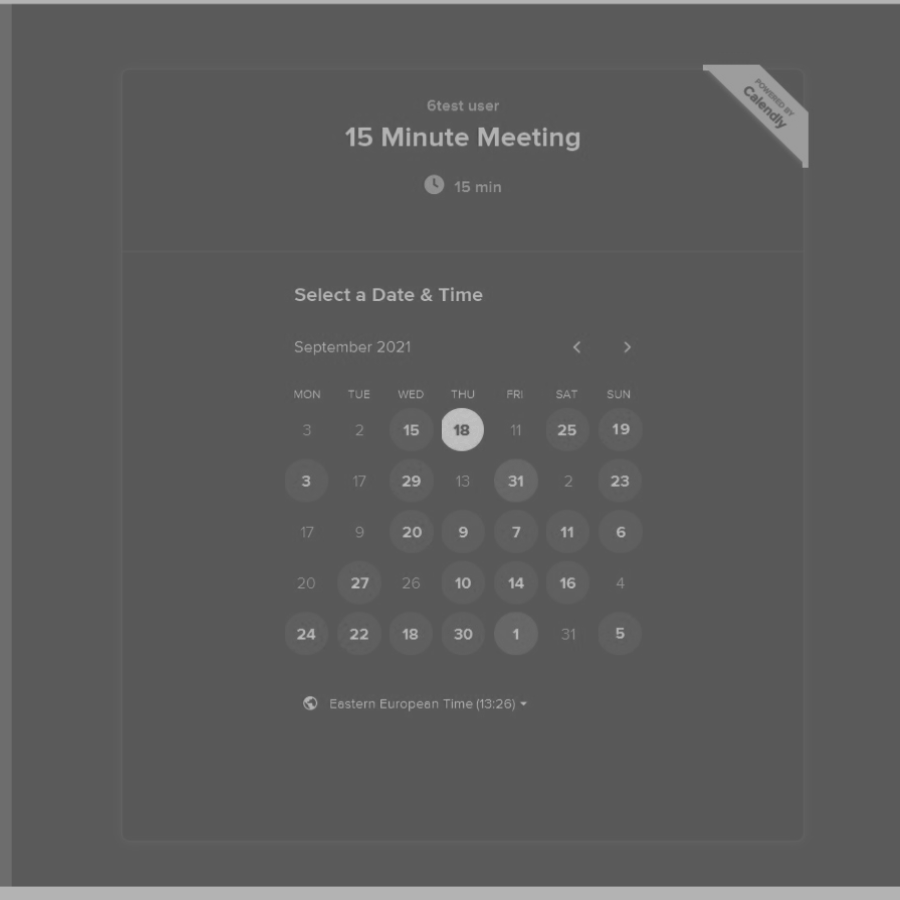 POWERED BY
Calendly
6test user
15 Minute Meeting
15 min
Select a Date & Time
September 2021
MON TUE WED THU FRI SAT SUN
3 2 15 18 11 25 19
3 17 29 13 31 2 23
17 9 20 9 7 11 6
20 27 26 10 14 16 4
24 22 18 30 1 31 5
Eastern European Time (13:26)